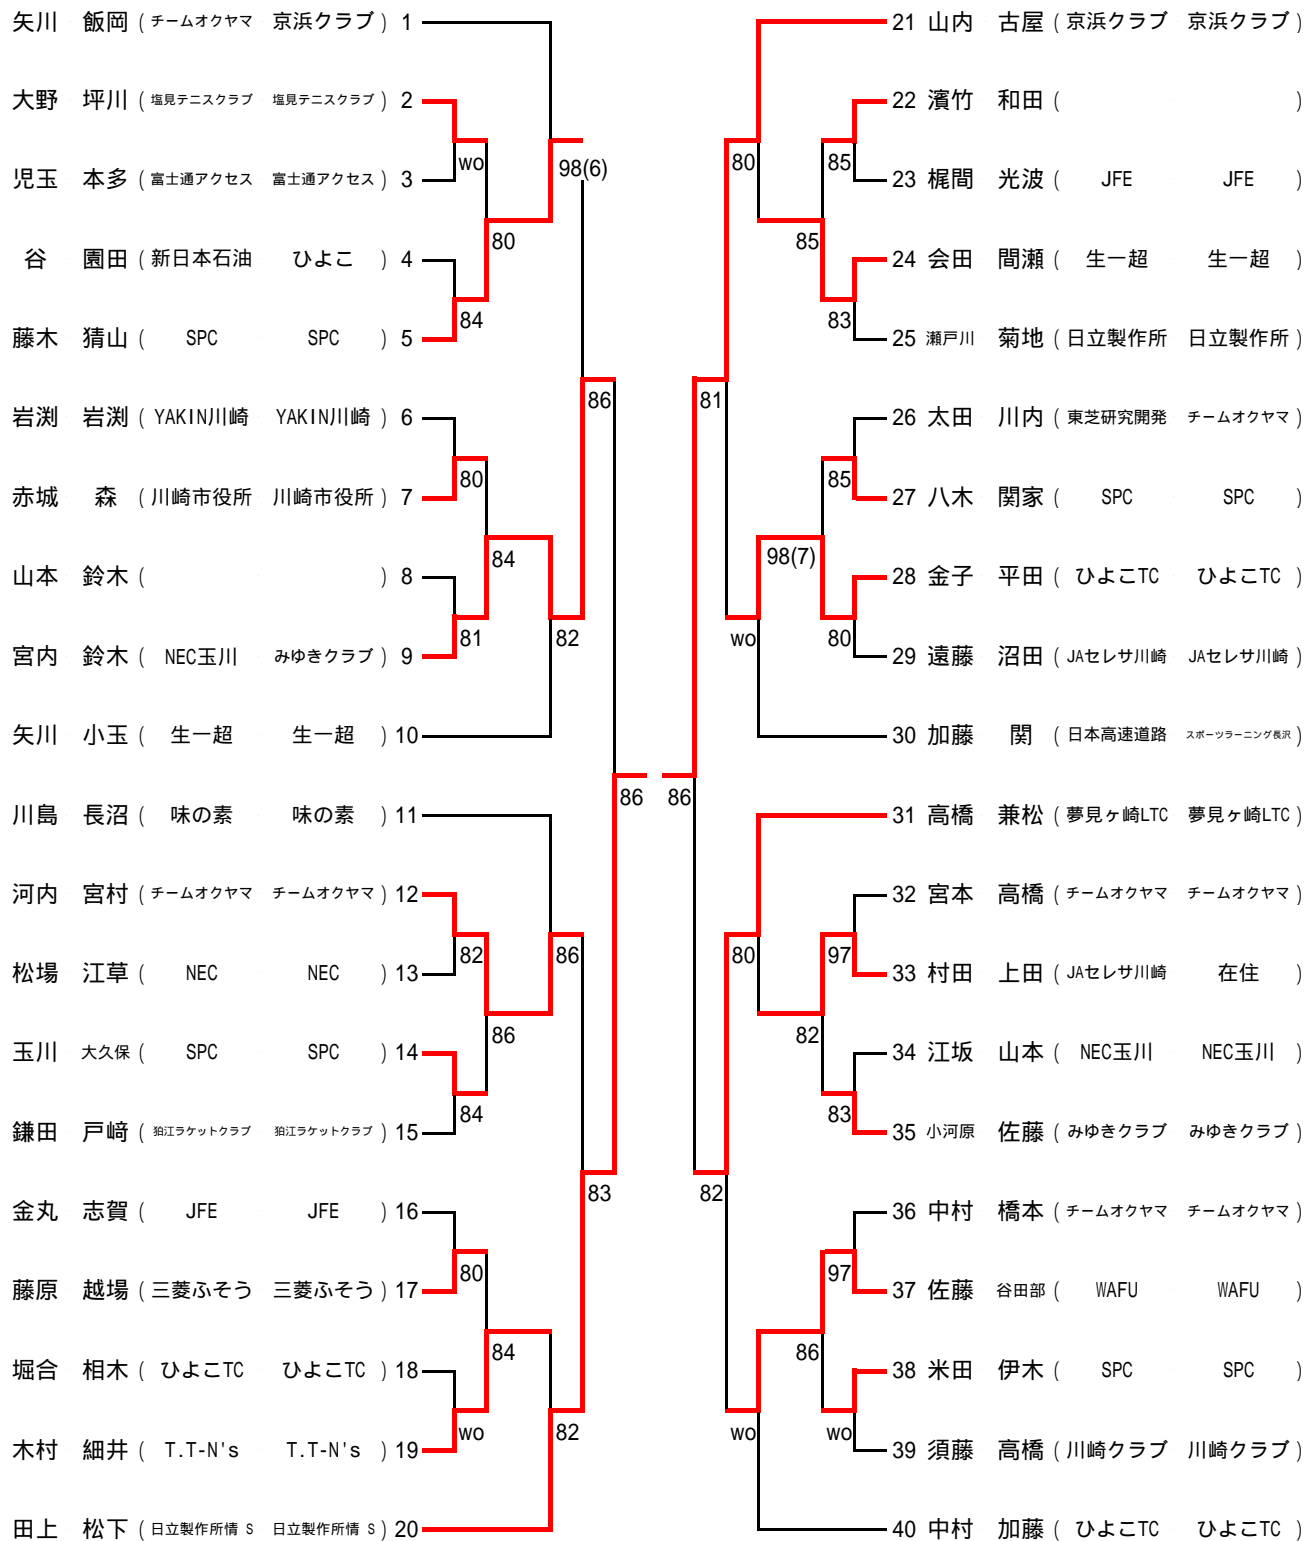 矢川 飯岡 ( チームオクヤマ 京浜クラブ ) 1
大野 坪川 ( 塩見テニスクラブ 塩見テニスクラブ ) 2
wo
児玉 本多 ( 富士通アクセス 富士通アクセス ) 3
98(6)
80
谷 園田 ( 新日本石油 ひよこ ) 4
84
藤木 猜山 ( SPC SPC ) 5
86
岩渕 岩渕 ( YAKIN川崎 YAKIN川崎 ) 6
80
赤城 森 ( 川崎市役所 川崎市役所 ) 7
84
山本 鈴木 ( ) 8
81
82
宮内 鈴木 ( NEC玉川 みゆきクラブ ) 9
矢川 小玉 ( 生一超 生一超 ) 10
86
川島 長沼 ( 味の素 味の素 ) 11
河内 宮村 ( チームオクヤマ チームオクヤマ ) 12
82
86
松場 江草 ( NEC NEC ) 13
86
玉川 大久保 ( SPC SPC ) 14
84
鎌田 戸﨑 ( 狛江ラケットクラブ 狛江ラケットクラブ ) 15
83
金丸 志賀 ( JFE JFE ) 16
80
藤原 越場 ( 三菱ふそう 三菱ふそう ) 17
84
堀合 相木 ( ひよこTC ひよこTC ) 18
wo
82
木村 細井 ( T.T-N's T.T-N's ) 19
田上 松下 ( 日立製作所情 S 日立製作所情 S ) 20
21 山内 古屋 ( 京浜クラブ 京浜クラブ )
22 濱竹 和田 ( )
80
85
23 梶間 光波 ( JFE JFE )
85
24 会田 間瀬 ( 生一超 生一超 )
83
25 瀬戸川 菊地 ( 日立製作所 日立製作所 )
81
26 太田 川内 ( 東芝研究開発 チームオクヤマ )
85
27 八木 関家 ( SPC SPC )
98(7)
28 金子 平田 ( ひよこTC ひよこTC )
wo
80
29 遠藤 沼田 ( JAセレサ川崎 JAセレサ川崎 )
30 加藤 関 ( 日本高速道路 スポーツラーニング長沢 )
86
31 高橋 兼松 ( 夢見ヶ崎LTC 夢見ヶ崎LTC )
32 宮本 高橋 ( チームオクヤマ チームオクヤマ )
80
97
33 村田 上田 ( JAセレサ川崎 在住 )
82
34 江坂 山本 ( NEC玉川 NEC玉川 )
83
35 小河原 佐藤 ( みゆきクラブ みゆきクラブ )
82
36 中村 橋本 ( チームオクヤマ チームオクヤマ )
97
37 佐藤 谷田部 ( WAFU WAFU )
86
38 米田 伊木 ( SPC SPC )
wo
wo
39 須藤 高橋 ( 川崎クラブ 川崎クラブ )
40 中村 加藤 ( ひよこTC ひよこTC )